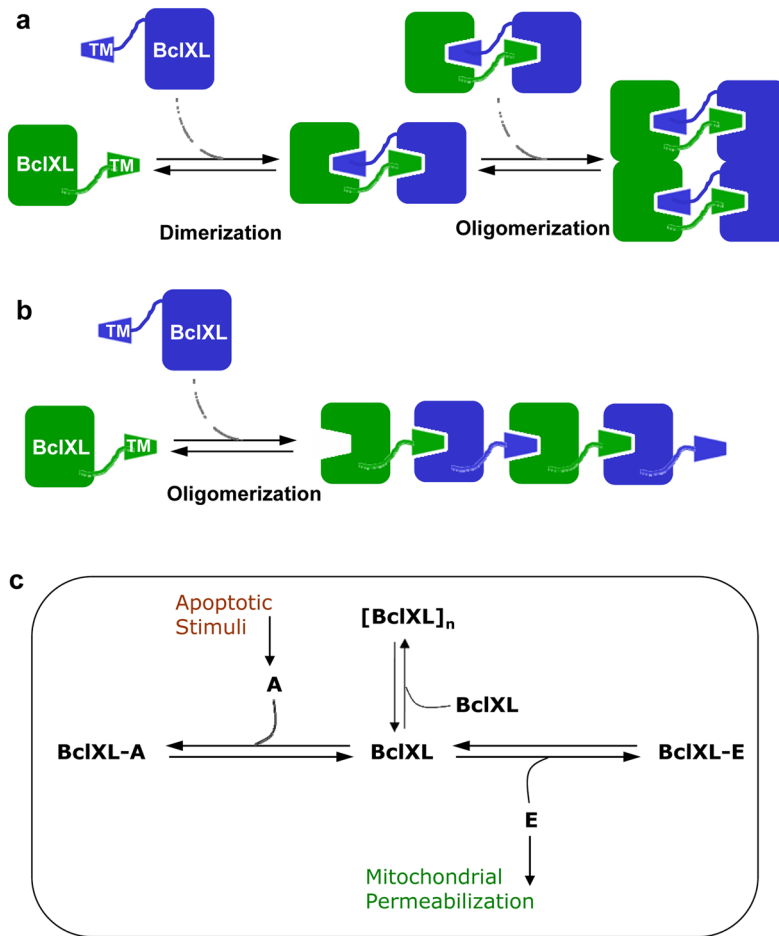 a
TM
BclXL
BclXL
TM
Dimerization
Oligomerization
b
TM
BclXL
BclXL
TM
Oligomerization
c
Apoptotic
Stimuli
[BclXL]n
A
BclXL
BclXL-A
BclXL
BclXL-E
E
Mitochondrial
Permeabilization